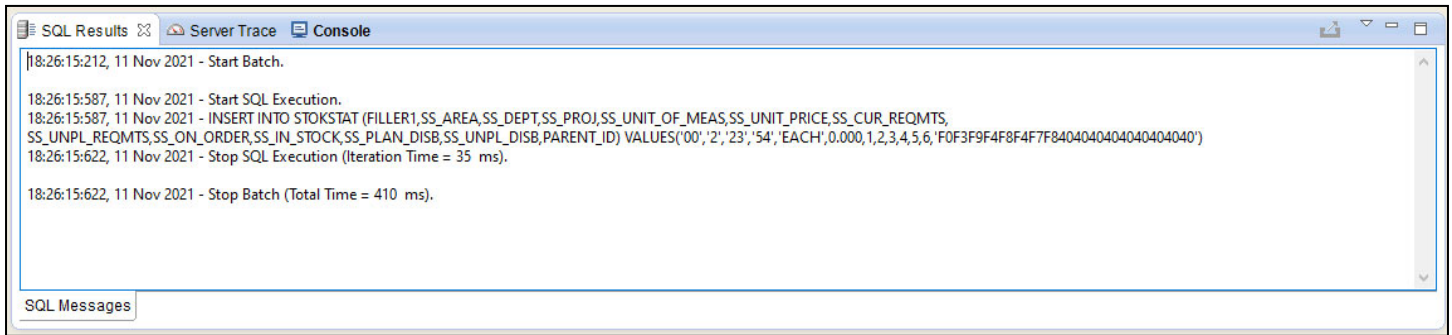 SQL Results Server Trace Console
18:26:15:212, 11 Nov 2021 - Start Batch.
18:26:15:587, 11 Nov 2021 - Start SQL Execution.
18:26:15:587, 11 Nov 2021 - INSERT INTO STOKSTAT (FILLER1,SS_AREA,SS_DEPT,SS_PROJ,SS_UNIT_OF_MEAS,SS_UNIT_PRICE,SS_CUR_REQMTS,
SS_UNPL_REQMTS,SS_ON_ORDER,SS_IN_STOCK,SS_PLAN_DISB,SS_UNPL_DISB,PARENT_ID) VALUES('00','2','23','54','EACH',0.000,1,2,3,4,5,6,'F0F3F9F4F8F4F7F8404040404040404040')
18:26:15:622, 11 Nov 2021 - Stop SQL Execution (Iteration Time = 35 ms).
18:26:15:622, 11 Nov 2021 - Stop Batch (Total Time = 410 ms).
SQL Messages